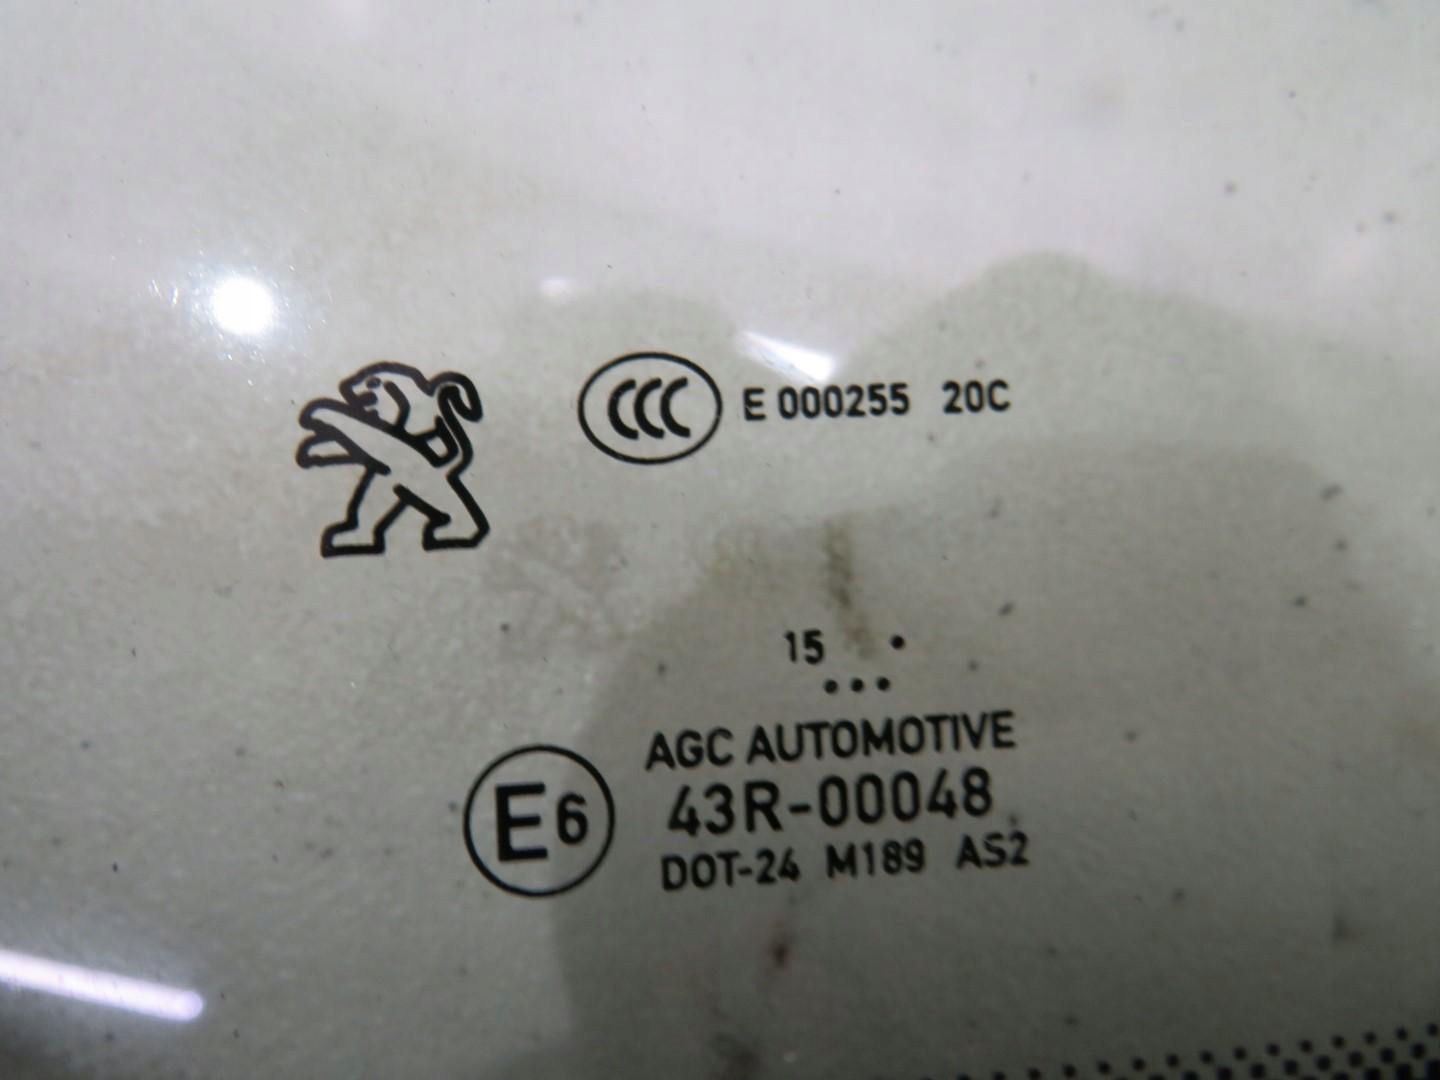 CCC E 000255 20C
15
AGC AUTOMOTIVE
E6 43R-00048
DOT-24 M189 AS2